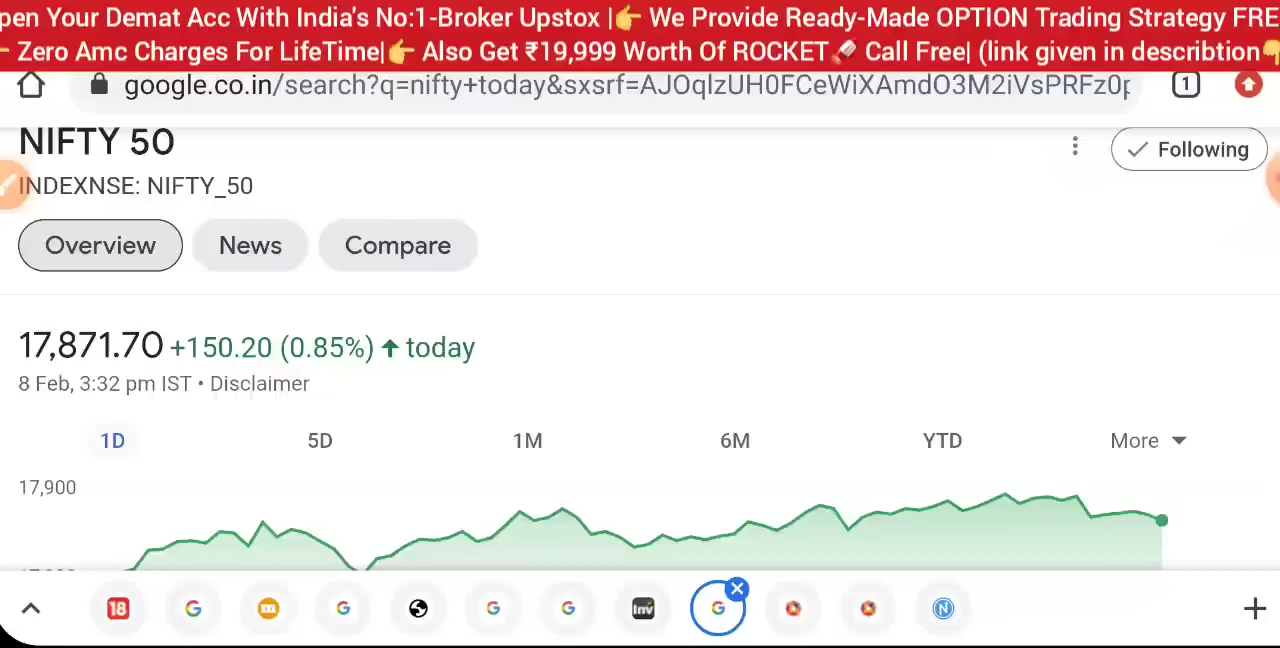 pen Your Demat Acc With India's No:1-Broker Upstox |👉 We Provide Ready-Made OPTION Trading Strategy FRE
Zero Amc Charges For LifeTime|👉 Also Get ₹19,999 Worth Of ROCKET🚀 Call Free| (link given in describtion👇
google.co.in/search?q=nifty+today&sxsrf=AJOqlzUH0FCeWiXAmdO3M2iVsPRFz0p
1
NIFTY 50
Following
INDEXNSE: NIFTY_50
Overview
News
Compare
17,871.70 +150.20 (0.85%) ↑ today
8 Feb, 3:32 pm IST • Disclaimer
1D
5D
1M
6M
YTD
More
17,900
18
m
Inv
N